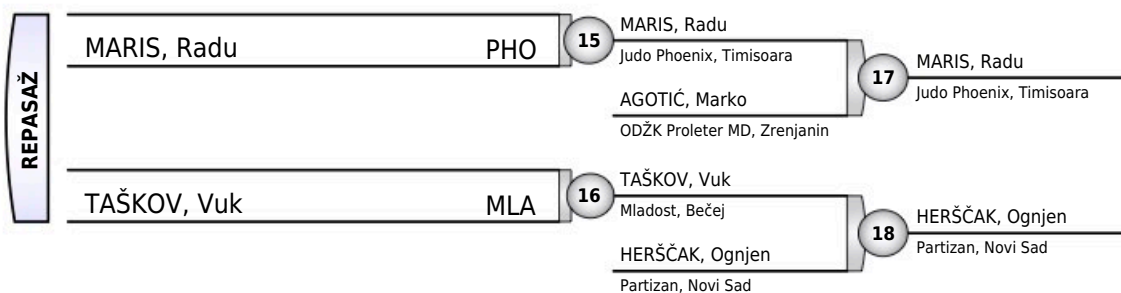 REPASAŽ
MARIS, Radu PHO
15
MARIS, Radu
Judo Phoenix, Timisoara
AGOTIĆ, Marko
ODŽK Proleter MD, Zrenjanin
17
MARIS, Radu
Judo Phoenix, Timisoara
TAŠKOV, Vuk MLA
16
TAŠKOV, Vuk
Mladost, Bečej
HERŠČAK, Ognjen
Partizan, Novi Sad
18
HERŠČAK, Ognjen
Partizan, Novi Sad